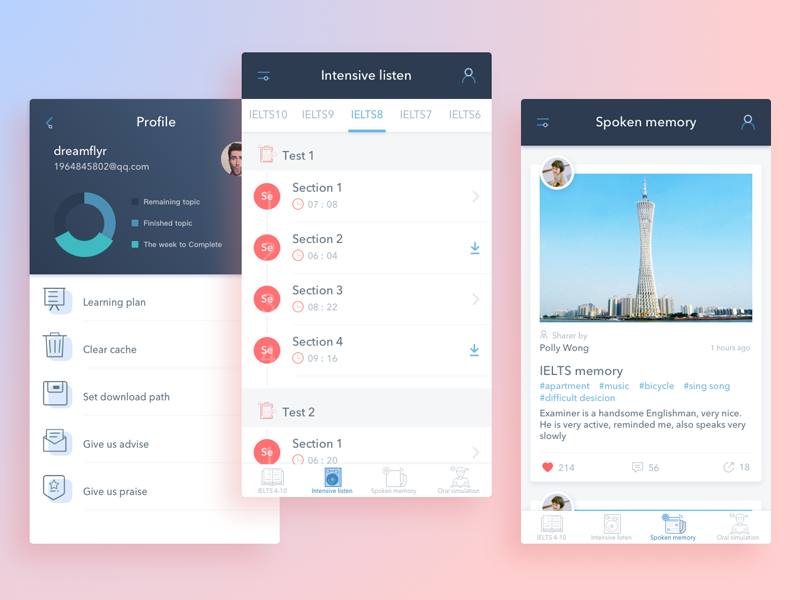 Profile
dreamflyr
1964845802@qq.com
Remaining topic
Finished topic
The week to Complete
Learning plan
Clear cache
Set download path
Give us advise
Give us praise
Intensive listen
IELTS10 IELTS9 IELTS8 IELTS7 IELTS6
Test 1
Se
Section 1
07 : 08
Se
Section 2
06 : 04
Se
Section 3
08 : 22
Se
Section 4
09 : 16
Test 2
Se
Section 1
06 : 20
IELTS 4-10 Intensive listen Spoken memory Oral simulation
Spoken memory
Sharer by
Polly Wong
1 hours ago
IELTS memory
#apartment #music #bicycle #sing song
#difficult desicion
Examiner is a handsome Englishman, very nice.
He is very active, reminded me, also speaks very
slowly
214 56 18
IELTS 4-10 Intensive listen Spoken memory Oral simulation